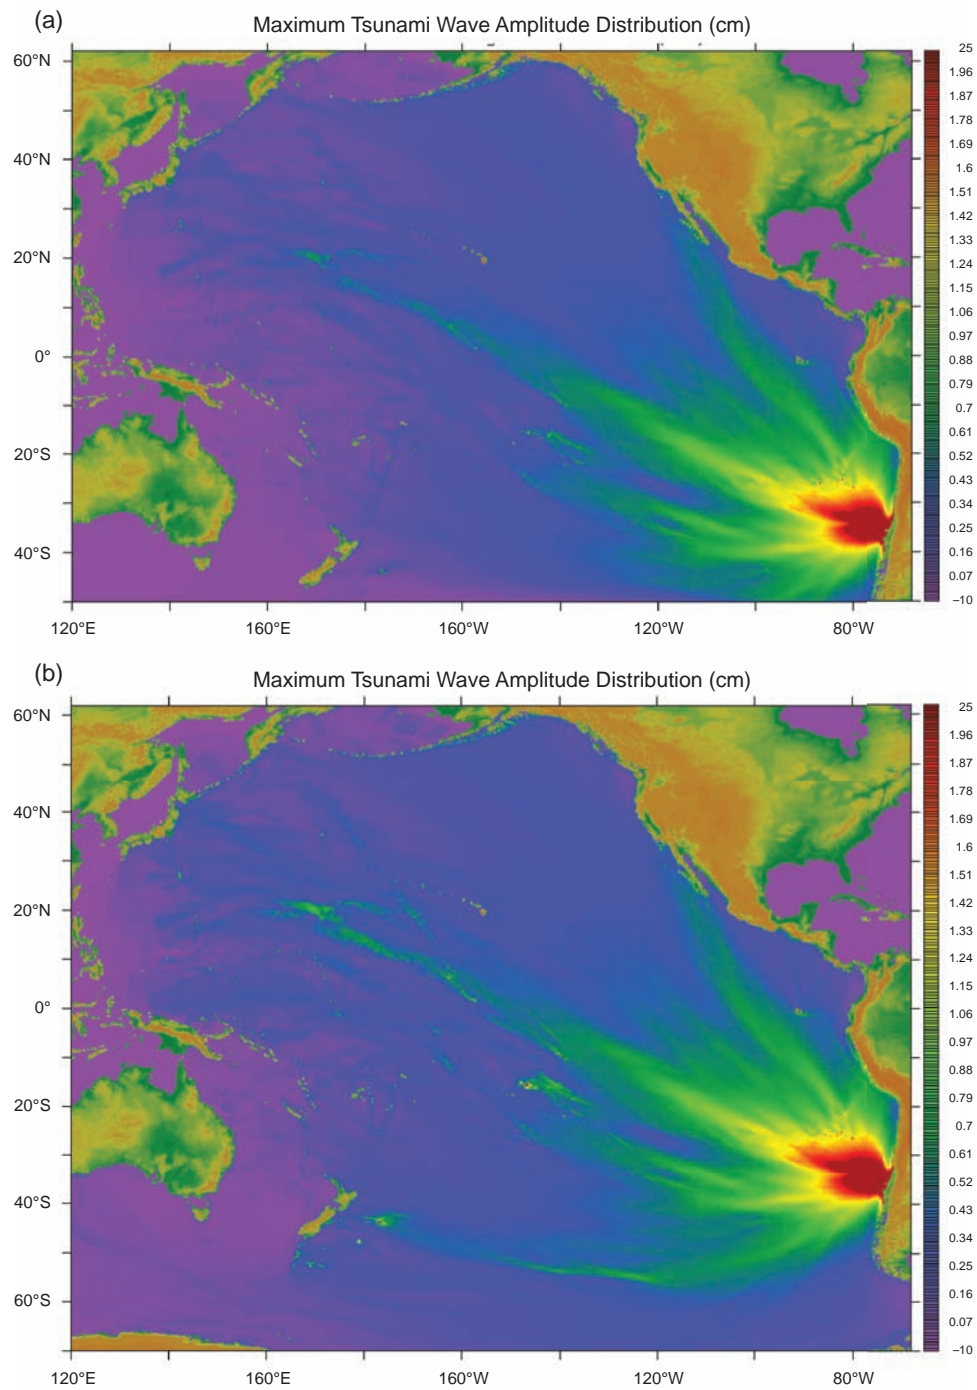 (a)
Maximum Tsunami Wave Amplitude Distribution (cm)
60°N
40°N
20°N
0°
20°S
40°S
120°E 160°E 160°W 120°W 80°W
25
1.96
1.87
1.78
1.69
1.6
1.51
1.42
1.33
1.24
1.15
1.06
0.97
0.88
0.79
0.7
0.61
0.52
0.43
0.34
0.25
0.16
0.07
–10
(b)
Maximum Tsunami Wave Amplitude Distribution (cm)
60°N
40°N
20°N
0°
20°S
40°S
60°S
120°E 160°E 160°W 120°W 80°W
25
1.96
1.87
1.78
1.69
1.6
1.51
1.42
1.33
1.24
1.15
1.06
0.97
0.88
0.79
0.7
0.61
0.52
0.43
0.34
0.25
0.16
0.07
–10